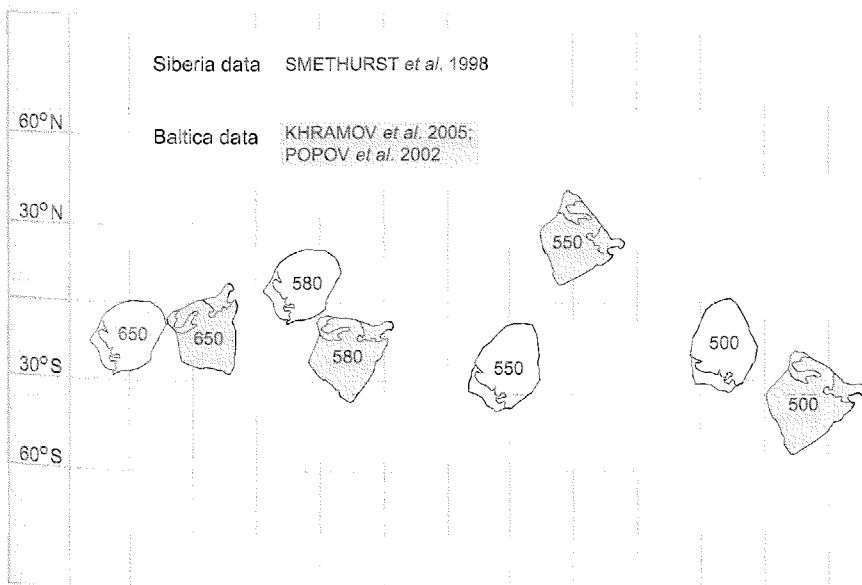 Siberia data SMETHURST et al. 1998
Baltica data KHRAMOV et al. 2005;
POPOV et al. 2002
60°N
30°N
30°S
60°S
650
650
580
580
550
550
500
500